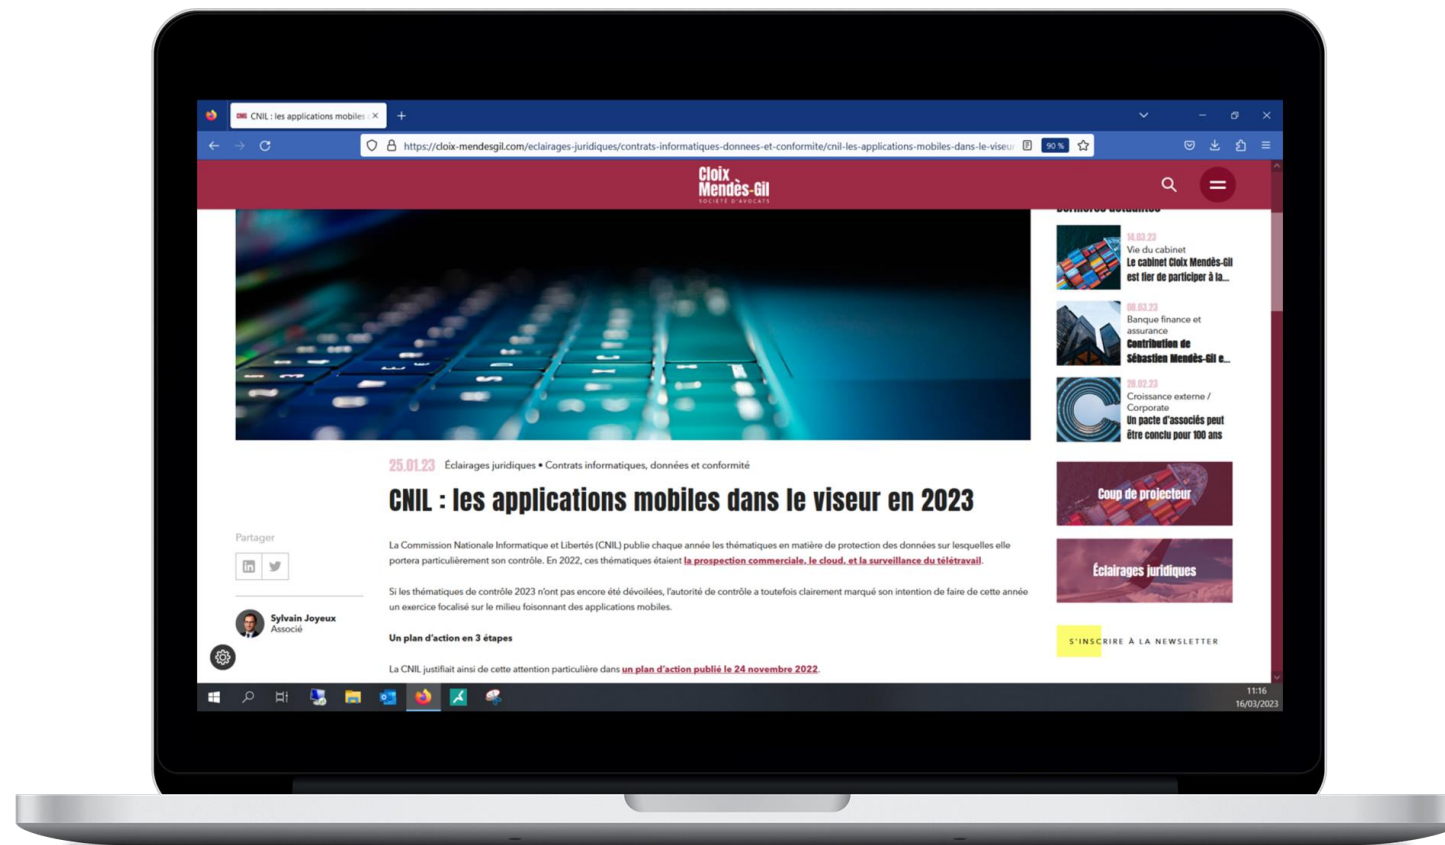 CNIL : les applications mobiles
https://cloix-mendesgil.com/eclairages-juridiques/contrats-informatiques-donnees-et-conformite/cnil-les-applications-mobiles-dans-le-viseur
90 %
Cloix
Mendès-Gil
SOCIÉTÉ D'AVOCATS
Dernières actualités
14.03.23
Vie du cabinet
Le cabinet Cloix Mendès-Gil
est fier de participer à la...
08.03.23
Banque finance et
assurance
Contribution de
Sébastien Mendès-Gil e...
28.02.23
Croissance externe /
Corporate
Un pacte d'associés peut
être conclu pour 100 ans
Coup de projecteur
Éclairages juridiques
S'INSCRIRE À LA NEWSLETTER
25.01.23 Éclairages juridiques • Contrats informatiques, données et conformité
CNIL : les applications mobiles dans le viseur en 2023
Partager
in
Sylvain Joyeux
Associé
La Commission Nationale Informatique et Libertés (CNIL) publie chaque année les thématiques en matière de protection des données sur lesquelles elle
portera particulièrement son contrôle. En 2022, ces thématiques étaient la prospection commerciale, le cloud, et la surveillance du télétravail.
Si les thématiques de contrôle 2023 n'ont pas encore été dévoilées, l'autorité de contrôle a toutefois clairement marqué son intention de faire de cette année
un exercice focalisé sur le milieu foisonnant des applications mobiles.
Un plan d'action en 3 étapes
La CNIL justifiait ainsi de cette attention particulière dans un plan d'action publié le 24 novembre 2022.
11:16
16/03/2023